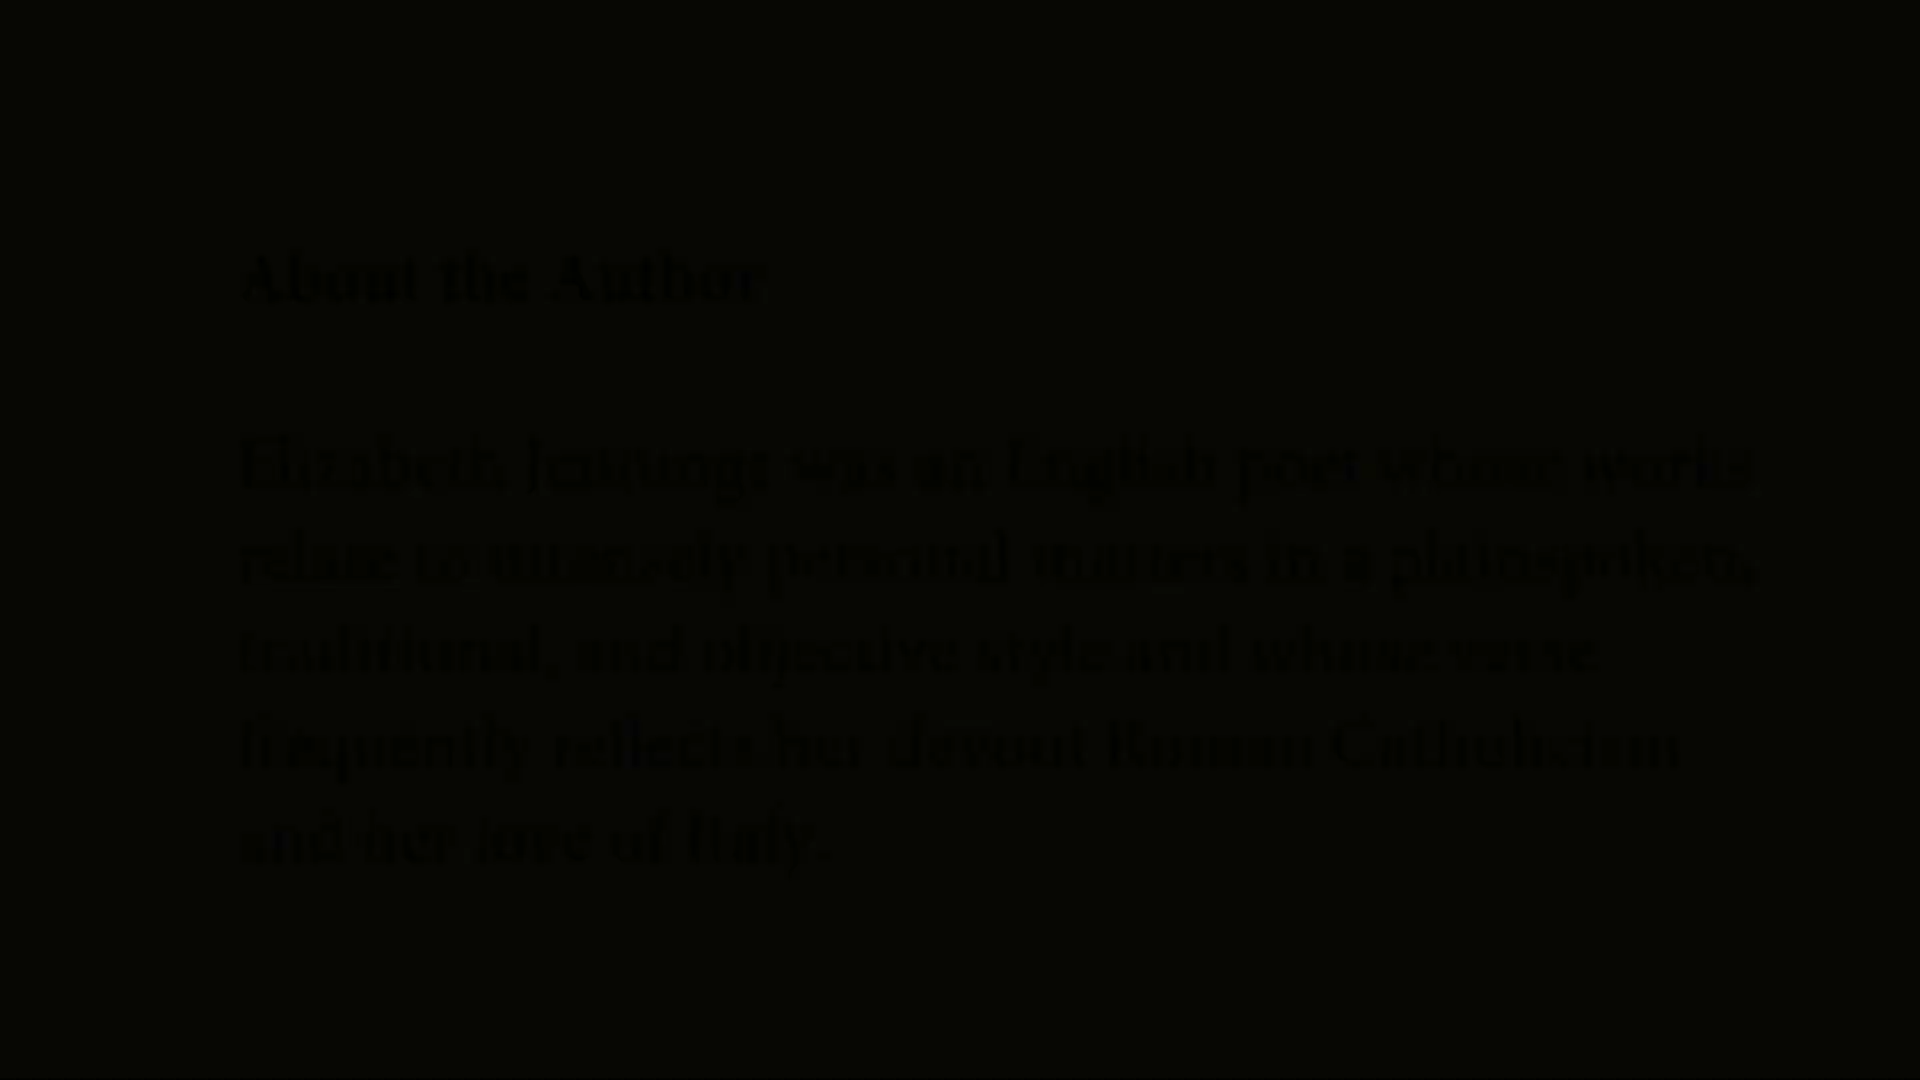 About the Author
Elizabeth Jennings was an English poet whose works
relate to intensely personal matters in a plainspoken,
traditional, and objective style and whose verse
frequently reflects her devout Roman Catholicism
and her love of Italy.